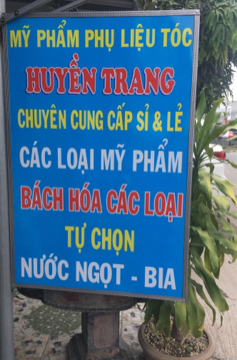 MỸ PHẨM PHỤ LIỆU TÓC
HUYỀN TRANG
CHUYÊN CUNG CẤP SỈ & LẺ
CÁC LOẠI MỸ PHẨM
BÁCH HÓA CÁC LOẠI
TỰ CHỌN
NƯỚC NGỌT - BIA